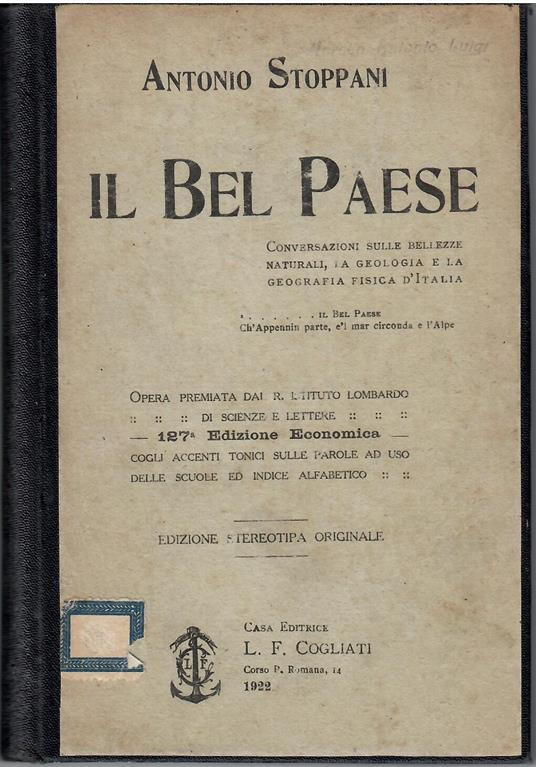 Antonio Stoppani
IL BEL PAESE
Conversazioni sulle bellezze
naturali, la geologia e la
geografia fisica d'Italia
. . . . . . . il Bel Paese
Ch'Appennin parte, e'l mar circonda e l'Alpe
Opera premiata dal R. Istituto lombardo
:: :: :: di scienze e lettere :: :: ::
— 127ª Edizione Economica —
cogli accenti tonici sulle parole ad uso
delle scuole ed indice alfabetico :: ::
EDIZIONE STEREOTIPA ORIGINALE
Casa Editrice
L. F. COGLIATI
Corso P. Romana, 14
1922
L F